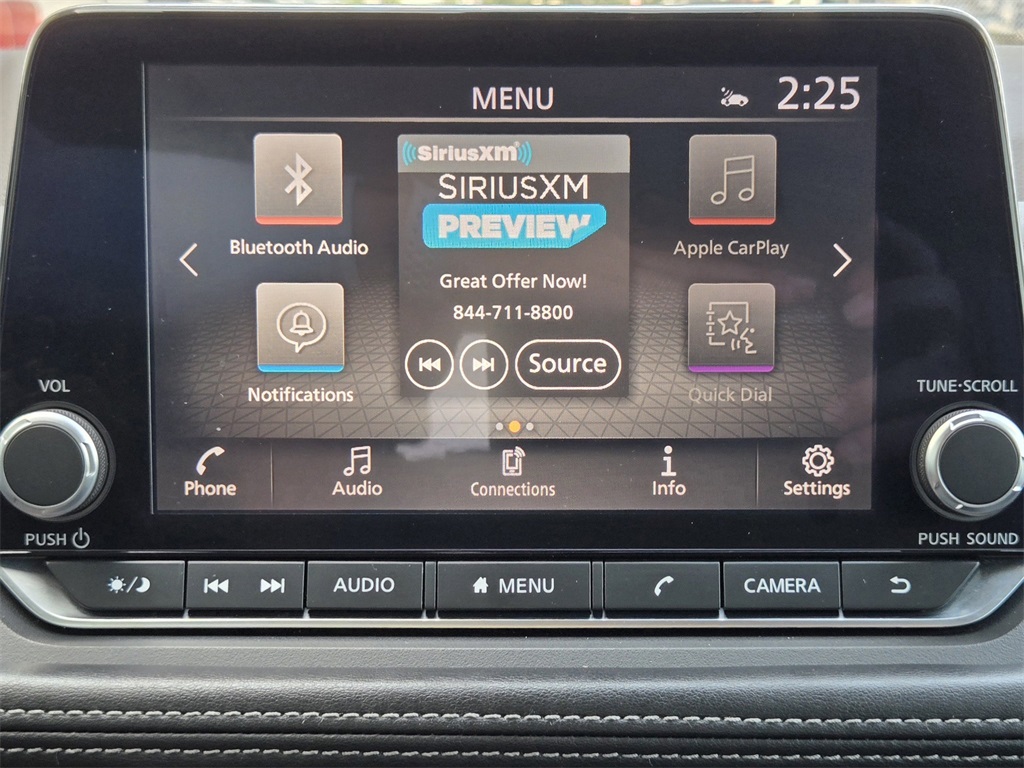 MENU
2:25
SiriusXM
SIRIUSXM
PREVIEW
Bluetooth Audio
Apple CarPlay
Great Offer Now!
844-711-8800
Source
Notifications
Quick Dial
VOL
TUNE·SCROLL
Phone
Audio
Connections
Info
Settings
PUSH
PUSH SOUND
AUDIO
MENU
CAMERA